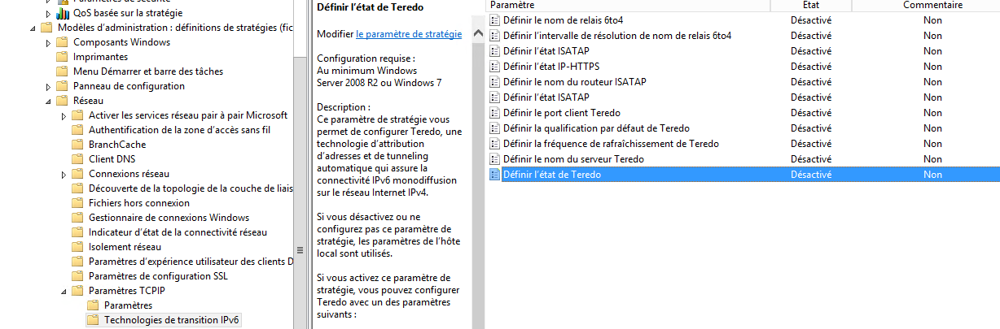 QoS basée sur la stratégie
Modèles d'administration : définitions de stratégies (fic
Composants Windows
Imprimantes
Menu Démarrer et barre des tâches
Panneau de configuration
Réseau
Activer les services réseau pair à pair Microsoft
Authentification de la zone d'accès sans fil
BranchCache
Client DNS
Connexions réseau
Découverte de la topologie de la couche de liais
Fichiers hors connexion
Gestionnaire de connexions Windows
Indicateur d'état de la connectivité réseau
Isolement réseau
Paramètres d'expérience utilisateur des clients D
Paramètres de configuration SSL
Paramètres TCPIP
Paramètres
Technologies de transition IPv6
Définir l'état de Teredo
Modifier le paramètre de stratégie
Configuration requise :
Au minimum Windows
Server 2008 R2 ou Windows 7
Description :
Ce paramètre de stratégie vous
permet de configurer Teredo, une
technologie d'attribution
d'adresses et de tunneling
automatique qui assure la
connectivité IPv6 monodiffusion
sur le réseau Internet IPv4.
Si vous désactivez ou ne
configurez pas ce paramètre de
stratégie, les paramètres de l'hôte
local sont utilisés.
Si vous activez ce paramètre de
stratégie, vous pouvez configurer
Teredo avec un des paramètres
suivants :
Paramètre État Commentaire
Définir le nom de relais 6to4 Désactivé Non
Définir l'intervalle de résolution de nom de relais 6to4 Désactivé Non
Définir l'état ISATAP Désactivé Non
Définir l'état IP-HTTPS Désactivé Non
Définir le nom du routeur ISATAP Désactivé Non
Définir l'état ISATAP Désactivé Non
Définir le port client Teredo Désactivé Non
Définir la qualification par défaut de Teredo Désactivé Non
Définir la fréquence de rafraîchissement de Teredo Désactivé Non
Définir le nom du serveur Teredo Désactivé Non
Définir l'état de Teredo Désactivé Non